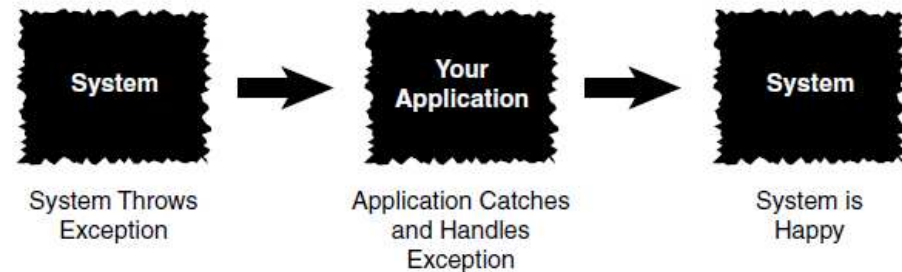 System
Your
Application
System
System Throws
Exception
Application Catches
and Handles
Exception
System is
Happy